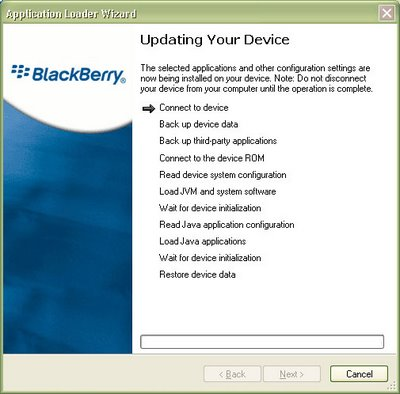 Application Loader Wizard
Updating Your Device
BlackBerry®
The selected applications and other configuration settings are
now being installed on your device. Note: Do not disconnect
your device from your computer until the operation is complete.
Connect to device
Back up device data
Back up third-party applications
Connect to the device ROM
Read device system configuration
Load JVM and system software
Wait for device initialization
Read Java application configuration
Load Java applications
Wait for device initialization
Restore device data
< Back
Next >
Cancel